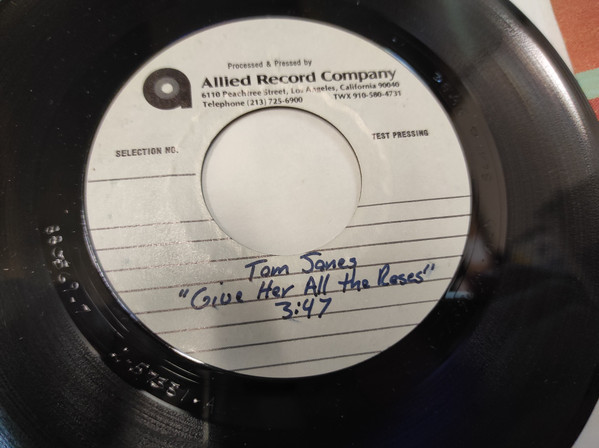 Processed & Pressed by
Allied Record Company
6110 Peachtree Street, Los Angeles, California 90040
Telephone (213) 725-6900 TWX 910-580-4731
SELECTION NO.
TEST PRESSING
Tom Jones
"Give Her All the Roses"
3:47